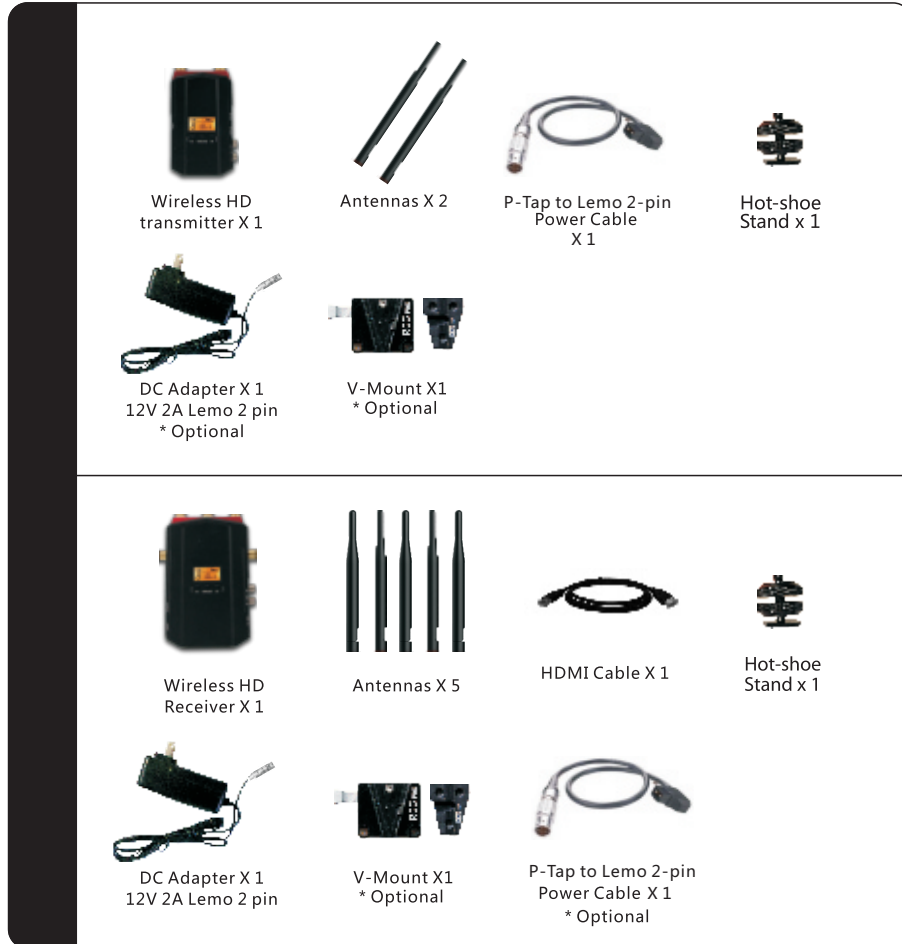 Wireless HD
transmitter X 1
Antennas X 2
P-Tap to Lemo 2-pin
Power Cable
X 1
Hot-shoe
Stand x 1
DC Adapter X 1
12V 2A Lemo 2 pin
* Optional
V-Mount X1
* Optional
Wireless HD
Receiver X 1
Antennas X 5
HDMI Cable X 1
Hot-shoe
Stand x 1
DC Adapter X 1
12V 2A Lemo 2 pin
V-Mount X1
* Optional
P-Tap to Lemo 2-pin
Power Cable X 1
* Optional